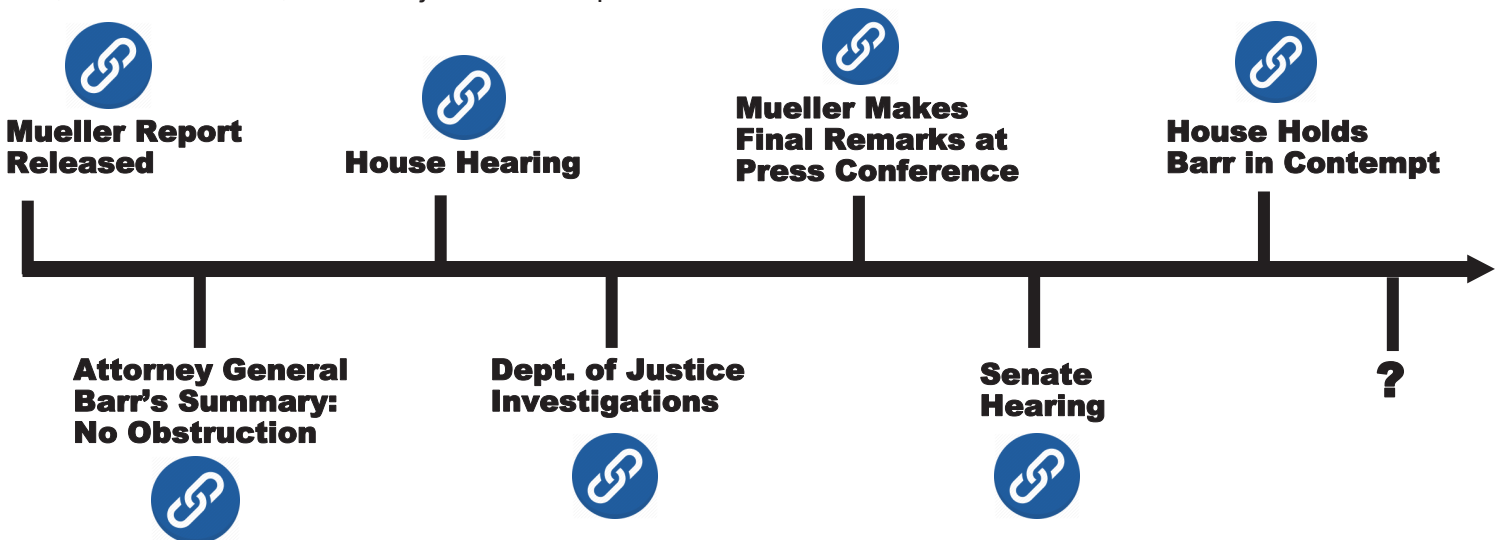 Mueller Report
Released
House Hearing
Mueller Makes
Final Remarks at
Press Conference
House Holds
Barr in Contempt
Attorney General
Barr’s Summary:
No Obstruction
Dept. of Justice
Investigations
Senate
Hearing
?